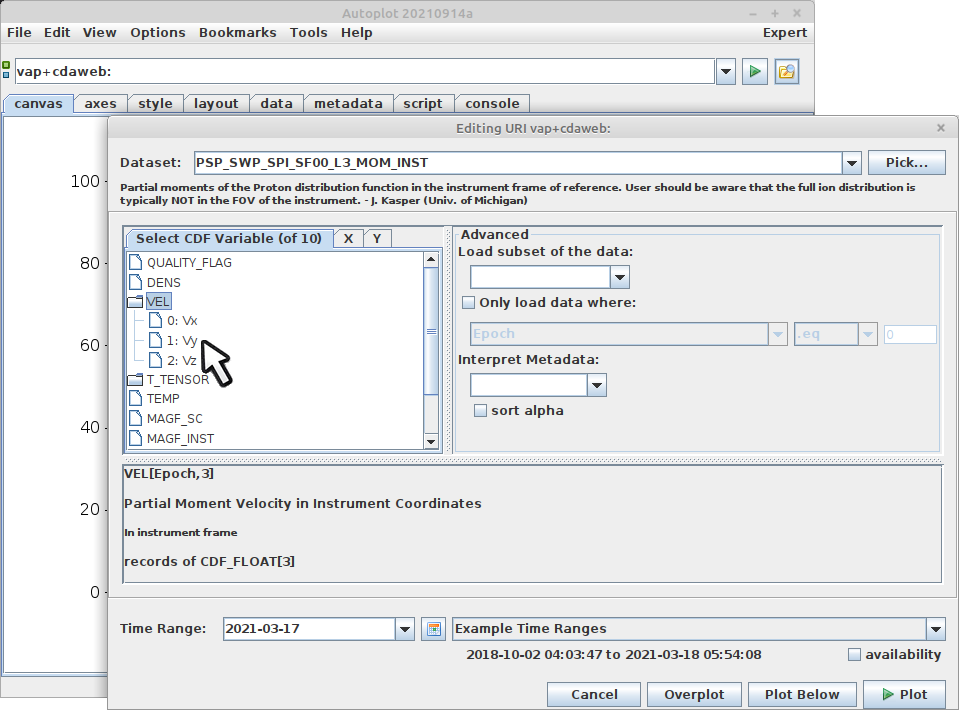 Autoplot 20210914a
File Edit View Options Bookmarks Tools Help Expert
vap+cdaweb:
canvas axes style layout data metadata script console
Editing URI vap+cdaweb:
Dataset: PSP_SWP_SPI_SF00_L3_MOM_INST Pick...
Partial moments of the Proton distribution function in the instrument frame of reference. User should be aware that the full ion distribution is
typically NOT in the FOV of the instrument. - J. Kasper (Univ. of Michigan)
100
80
60
40
20
0
Select CDF Variable (of 10) X Y
QUALITY_FLAG
DENS
VEL
0: Vx
1: Vy
2: Vz
T_TENSOR
TEMP
MAGF_SC
MAGF_INST
Advanced
Load subset of the data:
Only load data where:
Epoch .eq 0
Interpret Metadata:
sort alpha
VEL[Epoch,3]
Partial Moment Velocity in Instrument Coordinates
In instrument frame
records of CDF_FLOAT[3]
Time Range: 2021-03-17 Example Time Ranges
2018-10-02 04:03:47 to 2021-03-18 05:54:08 availability
Cancel Overplot Plot Below Plot